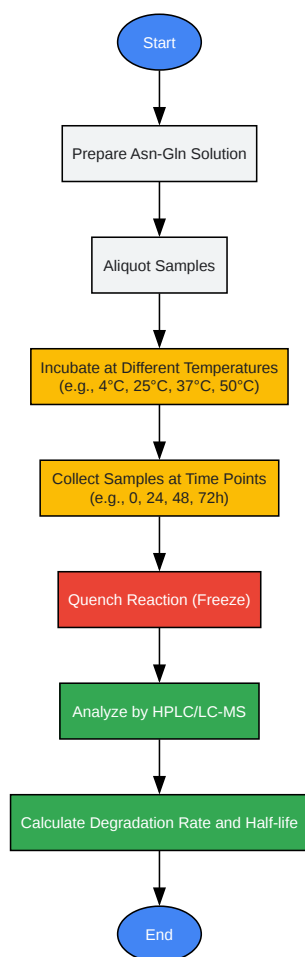 Start
Prepare Asn-Gln Solution
Aliquot Samples
Incubate at Different Temperatures
(e.g., 4°C, 25°C, 37°C, 50°C)
Collect Samples at Time Points
(e.g., 0, 24, 48, 72h)
Quench Reaction (Freeze)
Analyze by HPLC/LC-MS
Calculate Degradation Rate and Half-life
End